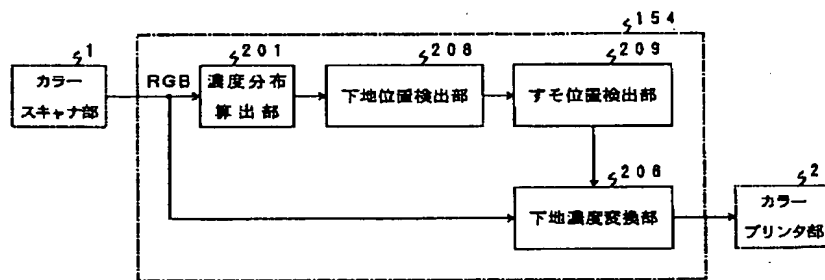 154
1
カラー
スキャナ部
RGB
201
濃度分布
算出部
208
下地位置検出部
209
すそ位置検出部
206
下地濃度変換部
2
カラー
プリンタ部